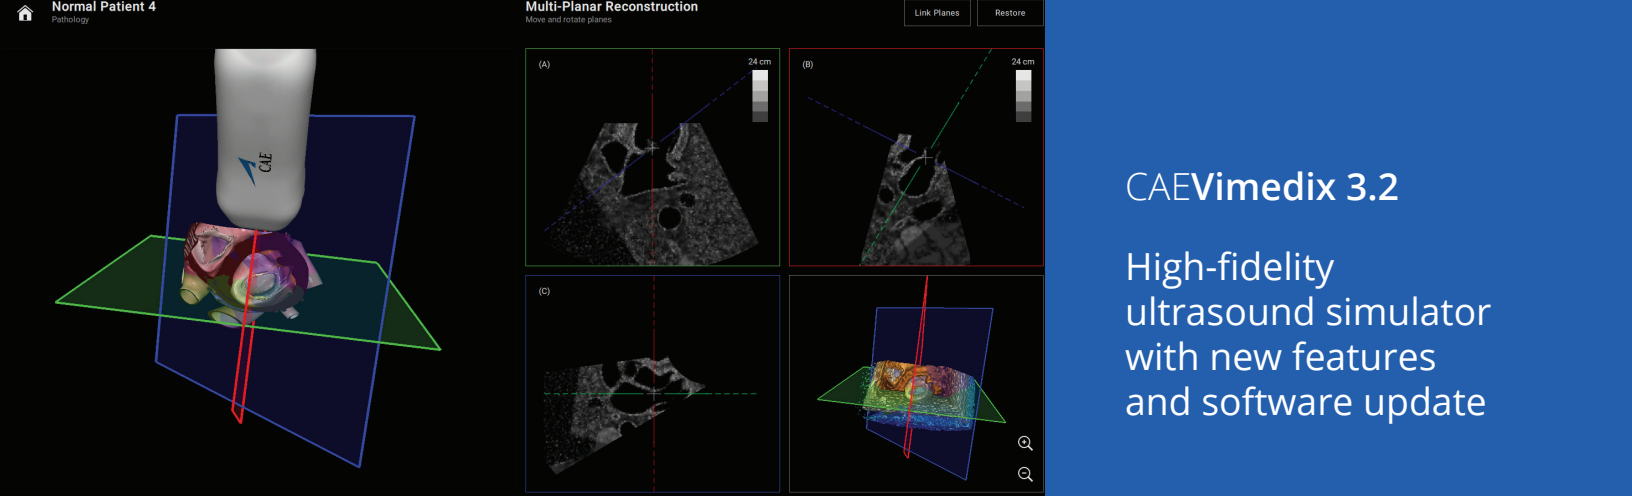 Normal Patient 4
Pathology
CAE
Multi-Planar Reconstruction
Move and rotate planes
Link Planes
Restore
(A)
24 cm
(B)
24 cm
(C)
CAEVimedix 3.2
High-fidelity
ultrasound simulator
with new features
and software update